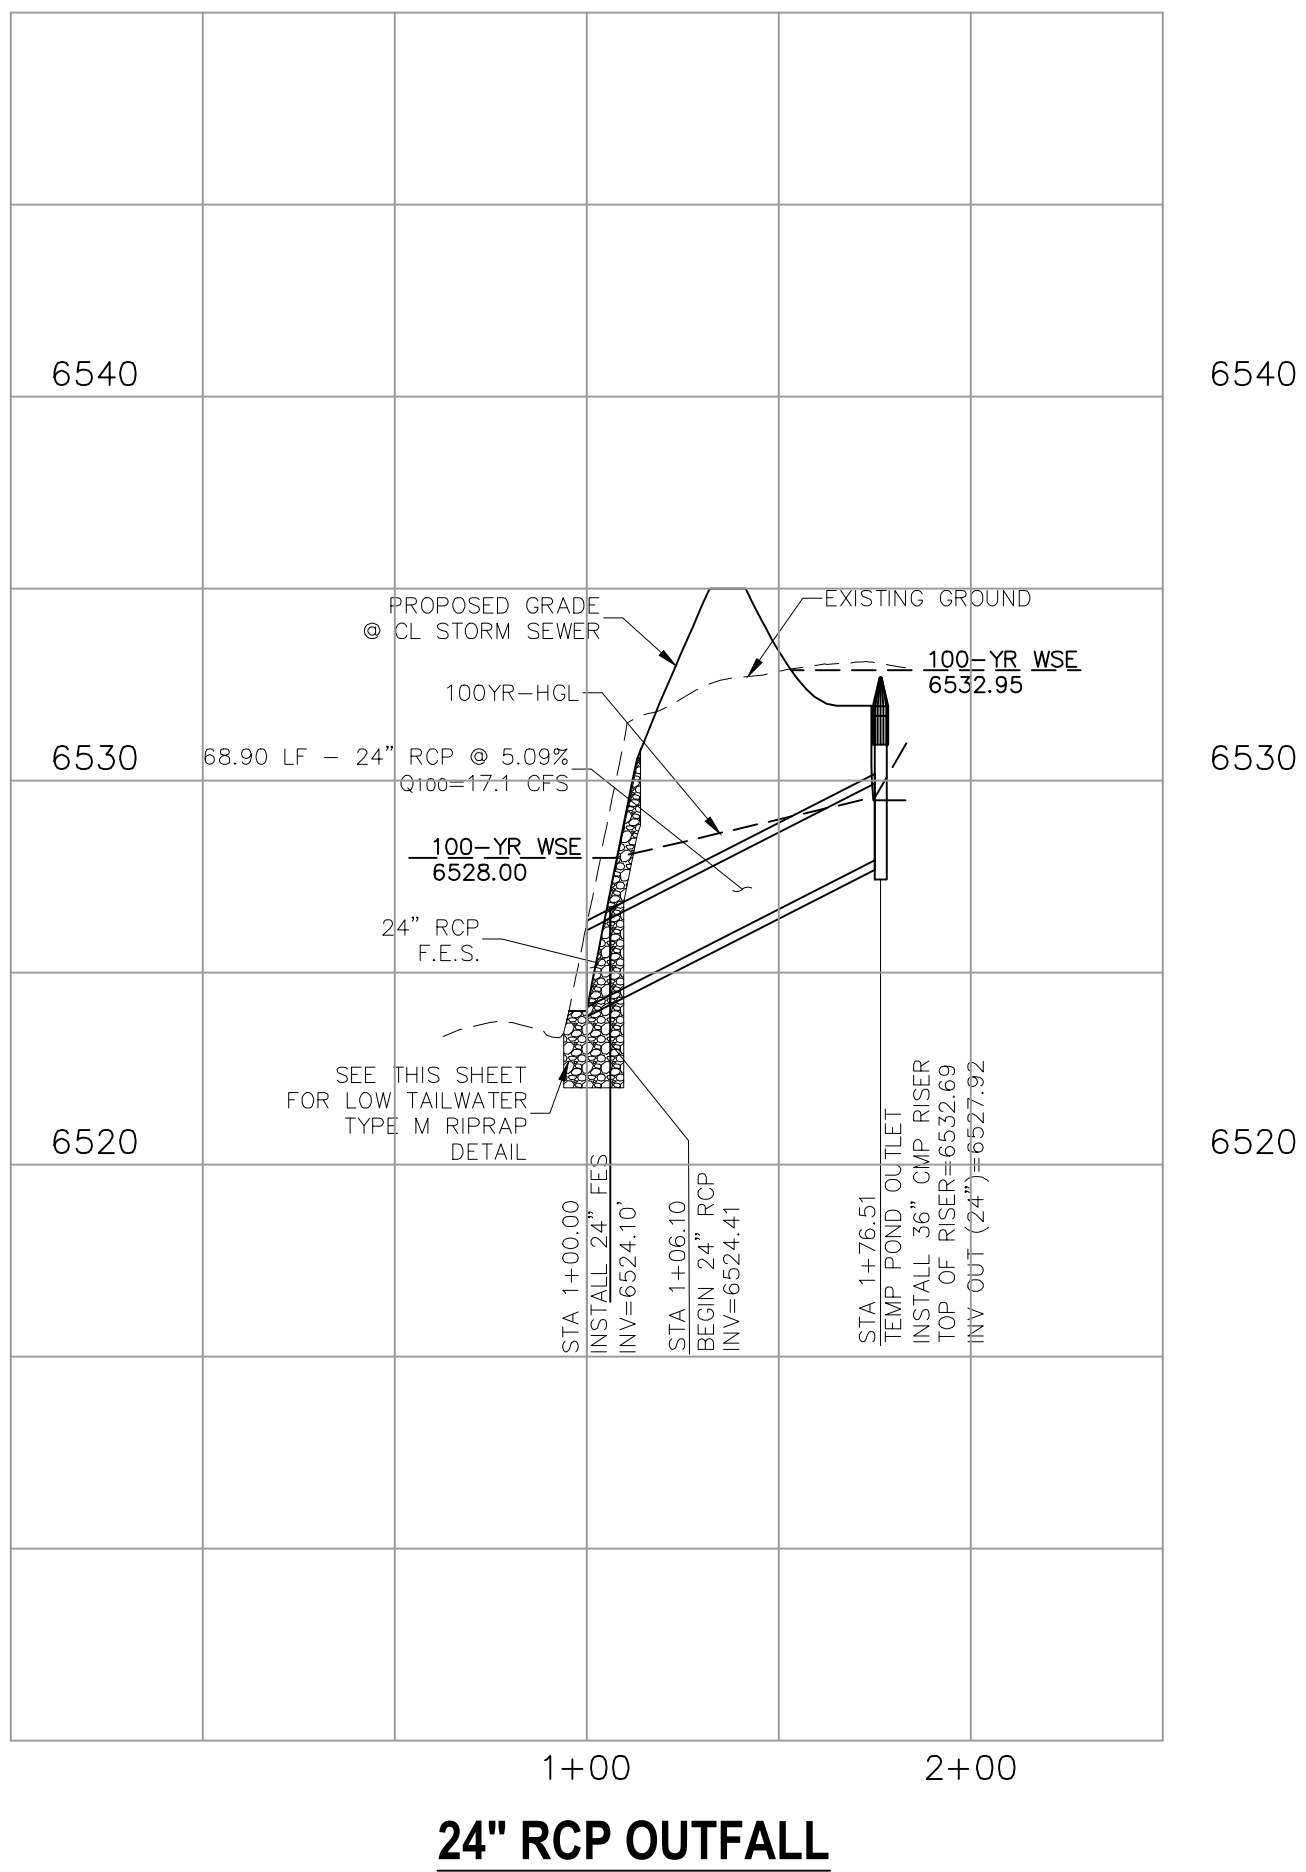 6540
6540
PROPOSED GRADE
@ CL STORM SEWER
EXISTING GROUND
100-YR WSE
6532.95
100YR-HGL
6530
68.90 LF - 24" RCP @ 5.09%
Q100=17.1 CFS
6530
100-YR WSE
6528.00
24" RCP
F.E.S.
SEE THIS SHEET
FOR LOW TAILWATER
TYPE M RIPRAP
DETAIL
6520
6520
STA 1+00.00
INSTALL 24" FES
INV=6524.10'
STA 1+06.10
BEGIN 24" RCP
INV=6524.41
STA 1+76.51
TEMP POND OUTLET
INSTALL 36" CMP RISER
TOP OF RISER=6532.69
INV OUT (24")=6527.92
1+00
2+00
24" RCP OUTFALL